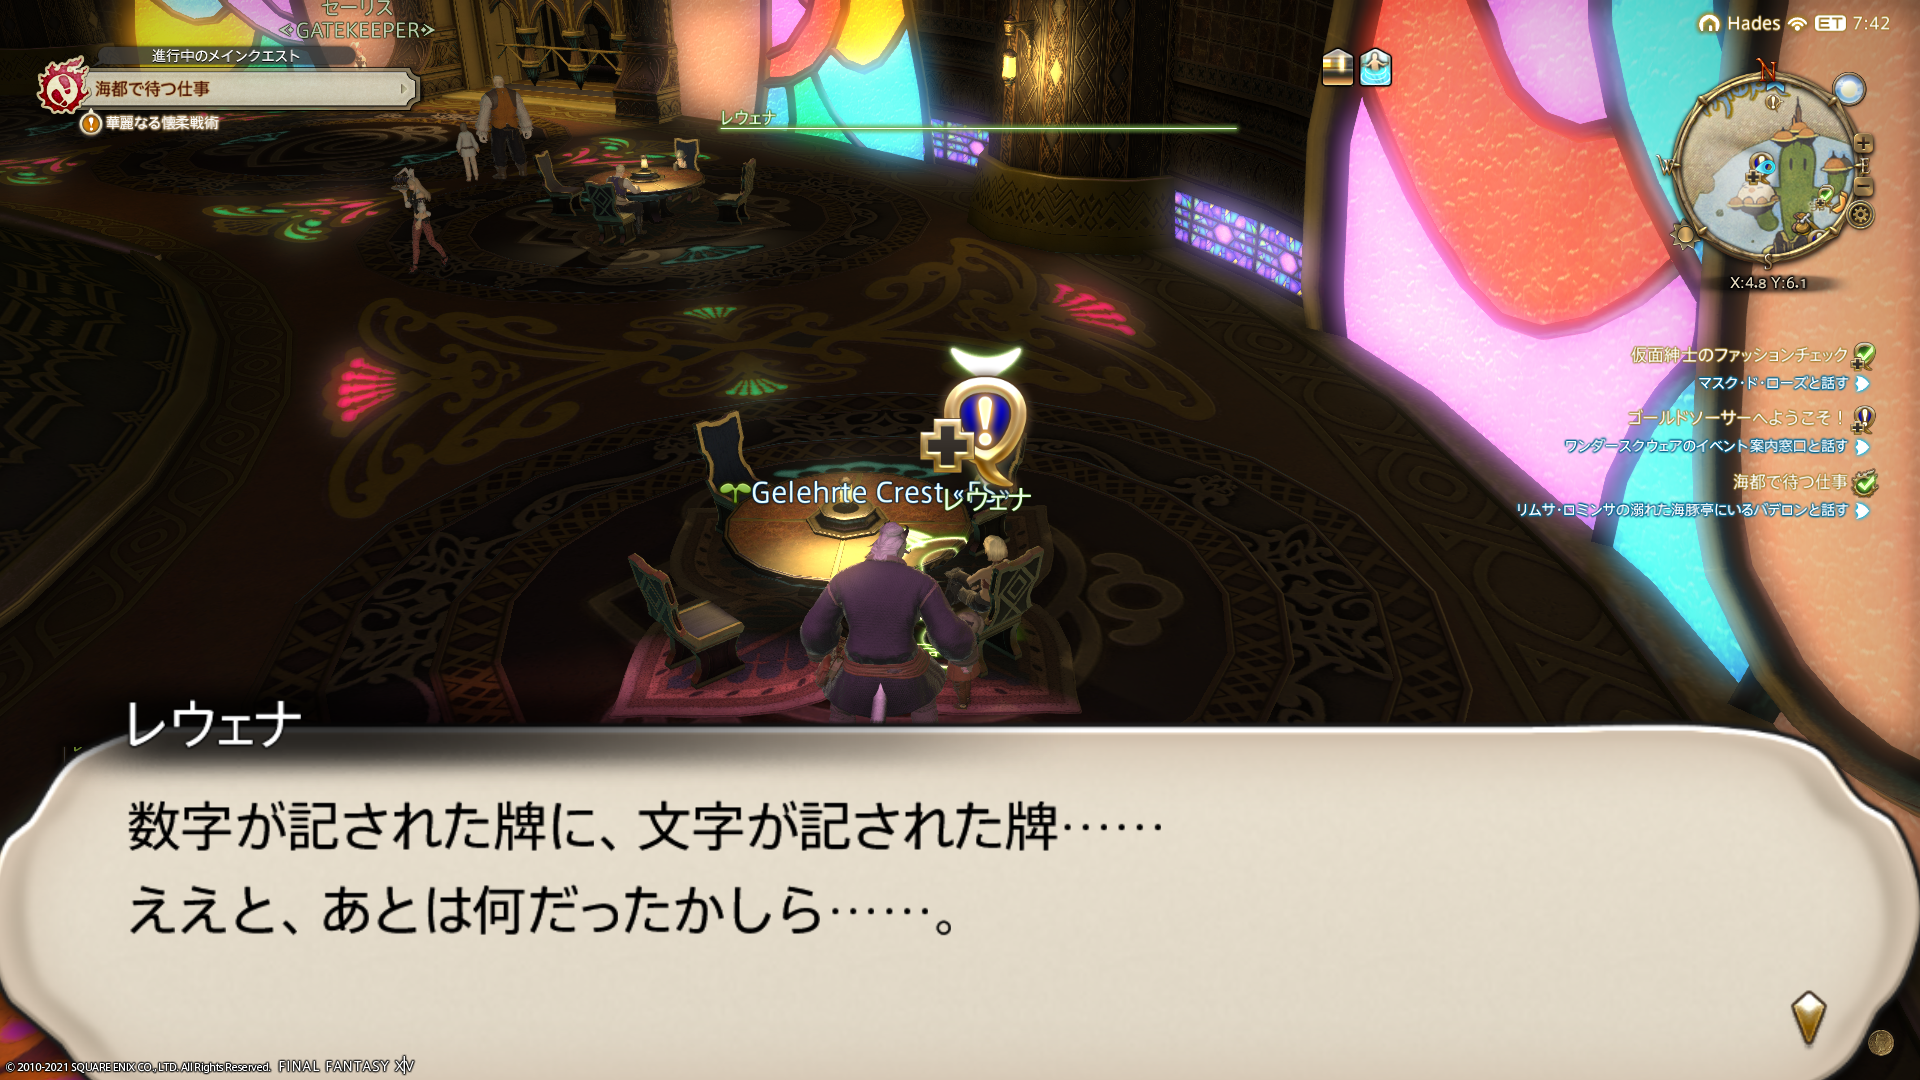 セーリス
<GATEKEEPER>
進行中のメインクエスト
海都で待つ仕事
華麗なる懐柔戦術
レウェナ
Hades ET 7:42
N
W
E
S
X:4.8 Y:6.1
仮面紳士のファッションチェック
マスク・ド・ローズと話す
ゴールドソーサーへようこそ！
ワンダースクウェアのイベント案内窓口と話す
海都で待つ仕事
リムサ・ロミンサの溺れた海豚亭にいるバデロンと話す
Gelehrte Crest
レウェナ
レウェナ
数字が記された牌に、文字が記された牌……
ええと、あとは何だったかしら……。
© 2010-2021 SQUARE ENIX CO., LTD. All Rights Reserved. FINAL FANTASY XIV